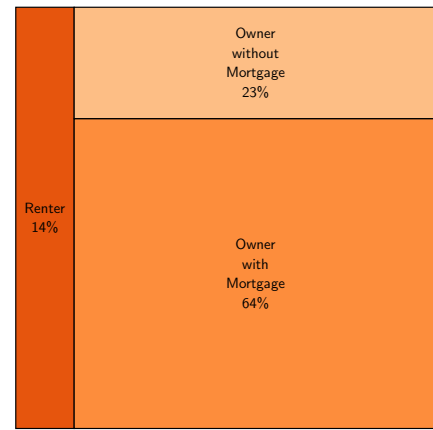 Owner
without
Mortgage
23%
Renter
14%
Owner
with
Mortgage
64%